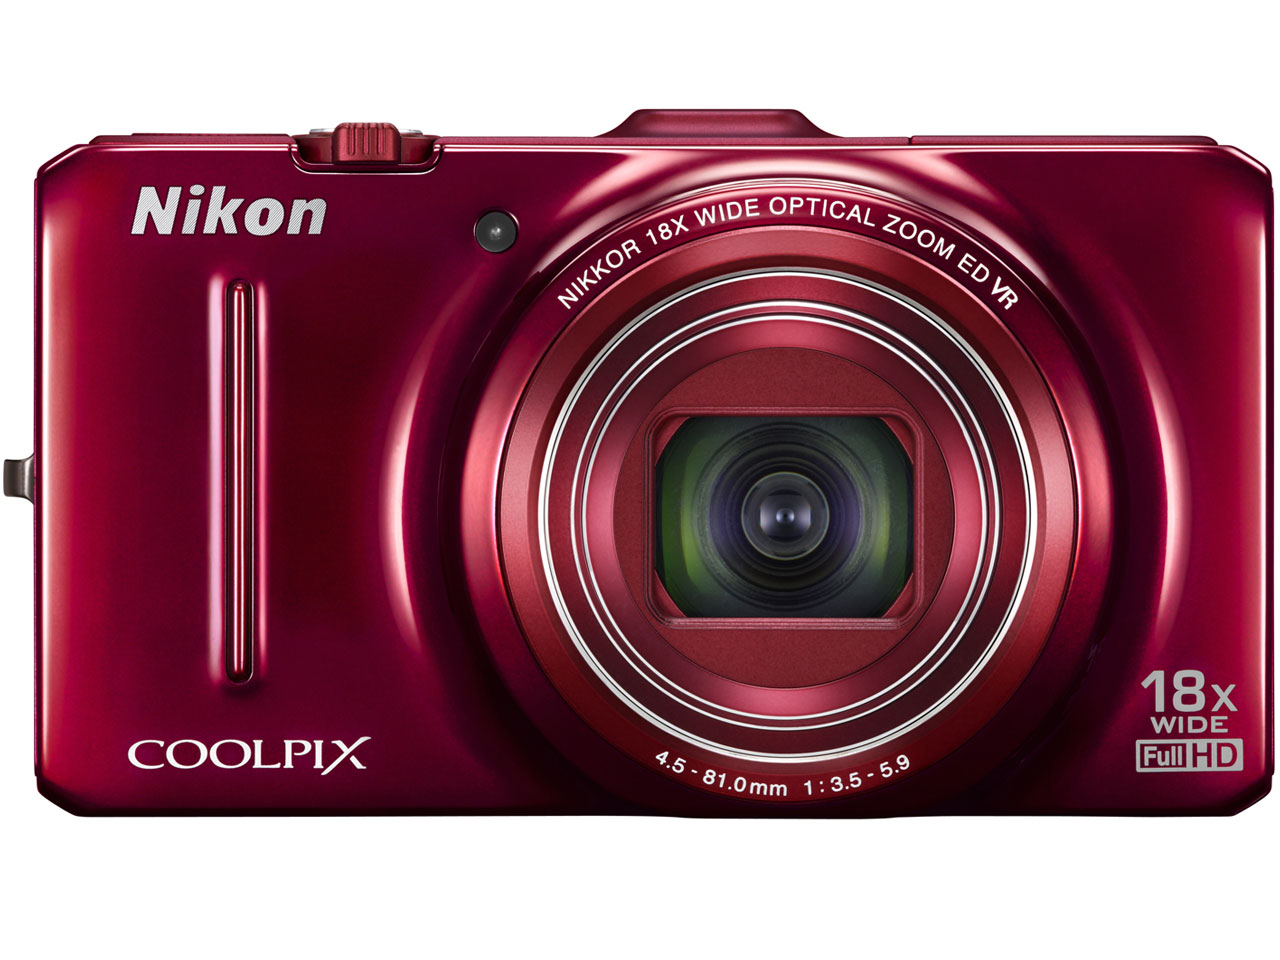 Nikon
NIKKOR 18X WIDE OPTICAL ZOOM ED VR
COOLPIX
4.5 - 81.0mm 1 : 3.5 - 5.9
18x
WIDE
Full HD